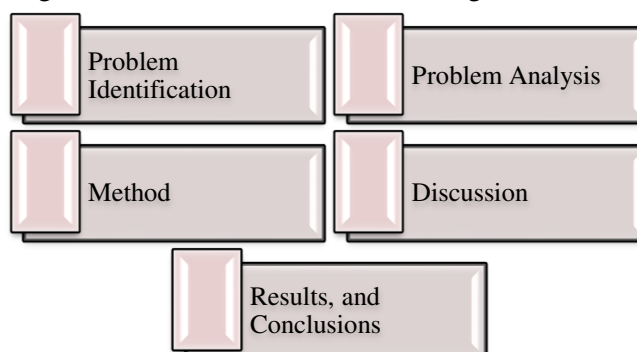 Problem
Identification
Problem Analysis
Method
Discussion
Results, and
Conclusions